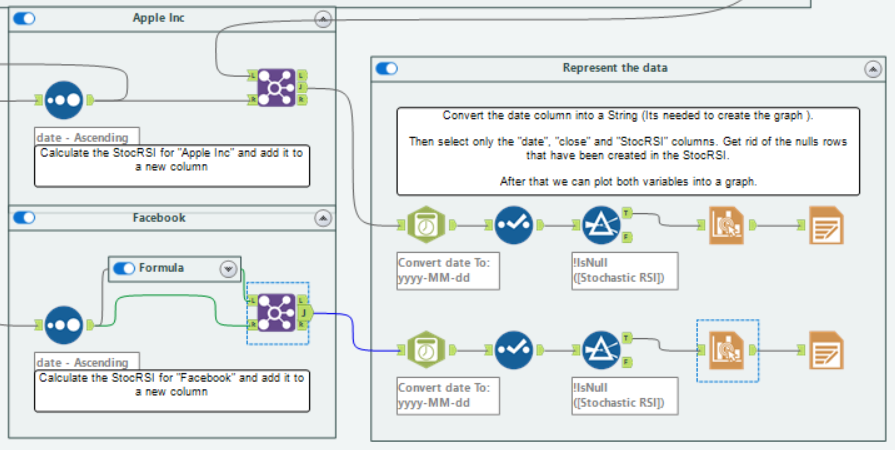 Apple Inc
L
R
L
J
R
date - Ascending
Calculate the StocRSI for "Apple Inc" and add it to
a new column
Facebook
Formula
L
R
L
J
R
date - Ascending
Calculate the StocRSI for "Facebook" and add it to
a new column
Represent the data
Convert the date column into a String (Its needed to create the graph ).
Then select only the "date", "close" and "StocRSI" columns. Get rid of the nulls rows
that have been created in the StocRSI.
After that we can plot both variables into a graph.
T
F
Convert date To:
yyyy-MM-dd
!IsNull
([Stochastic RSI])
T
F
Convert date To:
yyyy-MM-dd
!IsNull
([Stochastic RSI])